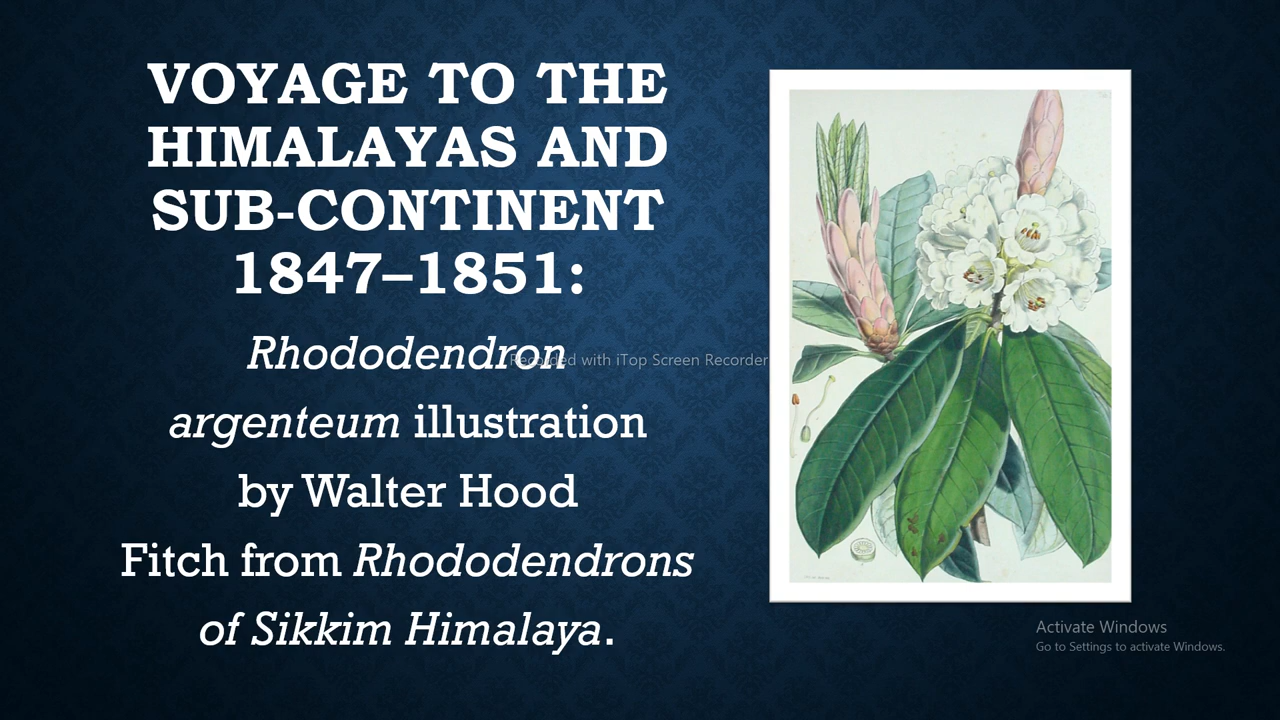 VOYAGE TO THE
HIMALAYAS AND
SUB-CONTINENT
1847–1851:
Rhododendron
argenteum illustration
by Walter Hood
Fitch from Rhododendrons
of Sikkim Himalaya.
Recorded with iTop Screen Recorder
Activate Windows
Go to Settings to activate Windows.